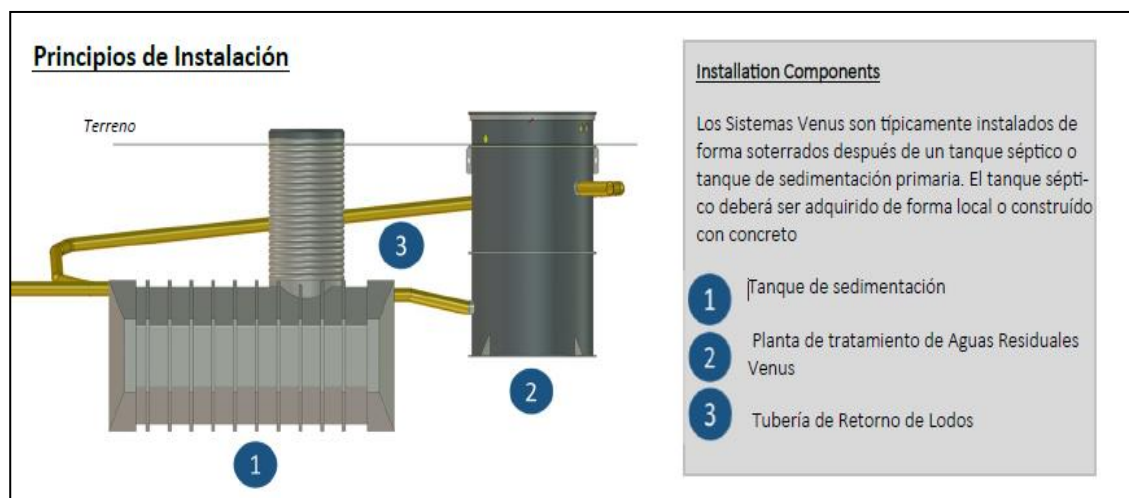 Principios de Instalación
Terreno
3
2
1
Installation Components
Los Sistemas Venus son típicamente instalados de
forma soterrados después de un tanque séptico o
tanque de sedimentación primaria. El tanque sépti-
co deberá ser adquirido de forma local o construído
con concreto
1 Tanque de sedimentación
2 Planta de tratamiento de Aguas Residuales
Venus
3 Tubería de Retorno de Lodos